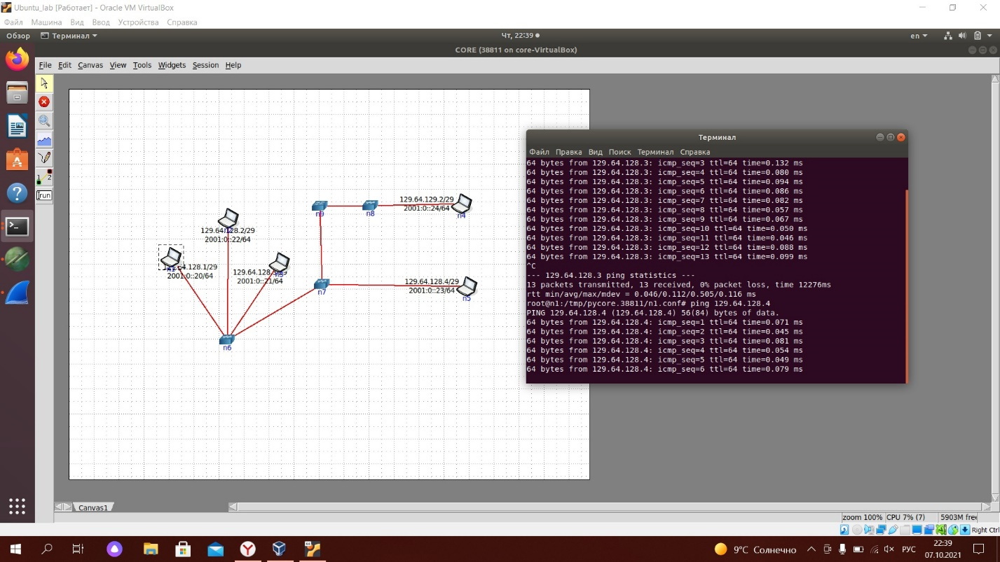 Ubuntu_lab [Работает] - Oracle VM VirtualBox
Файл Машина Вид Ввод Устройства Справка
Обзор Терминал Чт, 22:39 en
CORE (38811 on core-VirtualBox)
File Edit Canvas View Tools Widgets Session Help
1 2
run
129.64.128.2/29
2001:0::22/64
.128.1/29
2001:0::20/64
129.64.128.
2001:0::21/64
n3
n6
n7
n9
n8
129.64.129.2/29
2001:0::24/64
n4
129.64.128.4/29
2001:0::23/64
n5
Терминал
Файл Правка Вид Поиск Терминал Справка
64 bytes from 129.64.128.3: icmp_seq=3 ttl=64 time=0.132 ms
64 bytes from 129.64.128.3: icmp_seq=4 ttl=64 time=0.080 ms
64 bytes from 129.64.128.3: icmp_seq=5 ttl=64 time=0.094 ms
64 bytes from 129.64.128.3: icmp_seq=6 ttl=64 time=0.086 ms
64 bytes from 129.64.128.3: icmp_seq=7 ttl=64 time=0.082 ms
64 bytes from 129.64.128.3: icmp_seq=8 ttl=64 time=0.057 ms
64 bytes from 129.64.128.3: icmp_seq=9 ttl=64 time=0.067 ms
64 bytes from 129.64.128.3: icmp_seq=10 ttl=64 time=0.050 ms
64 bytes from 129.64.128.3: icmp_seq=11 ttl=64 time=0.046 ms
64 bytes from 129.64.128.3: icmp_seq=12 ttl=64 time=0.088 ms
64 bytes from 129.64.128.3: icmp_seq=13 ttl=64 time=0.099 ms
^C
--- 129.64.128.3 ping statistics ---
13 packets transmitted, 13 received, 0% packet loss, time 12276ms
rtt min/avg/max/mdev = 0.046/0.112/0.505/0.116 ms
root@n1:/tmp/pycore.38811/n1.conf# ping 129.64.128.4
PING 129.64.128.4 (129.64.128.4) 56(84) bytes of data.
64 bytes from 129.64.128.4: icmp_seq=1 ttl=64 time=0.071 ms
64 bytes from 129.64.128.4: icmp_seq=2 ttl=64 time=0.045 ms
64 bytes from 129.64.128.4: icmp_seq=3 ttl=64 time=0.081 ms
64 bytes from 129.64.128.4: icmp_seq=4 ttl=64 time=0.054 ms
64 bytes from 129.64.128.4: icmp_seq=5 ttl=64 time=0.049 ms
64 bytes from 129.64.128.4: icmp_seq=6 ttl=64 time=0.079 ms
Canvas1
zoom 100% CPU 7% (7) 5903M free
Right Ctrl
9°C Солнечно РУС 22:39
07.10.2021